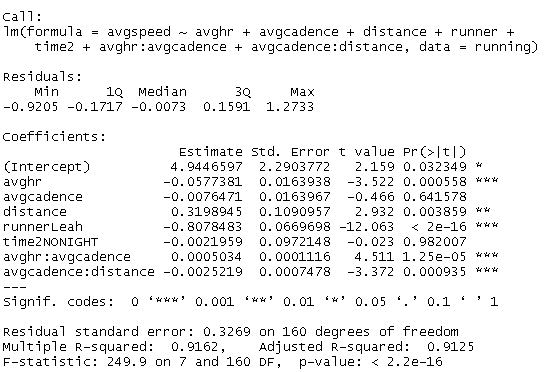 Call:
lm(formula = avgspeed ~ avghr + avgcadence + distance + runner +
    time2 + avghr:avgcadence + avgcadence:distance, data = running)
Residuals:
    Min      1Q  Median      3Q     Max
-0.9205 -0.1717 -0.0073  0.1591  1.2733
Coefficients:
                      Estimate Std. Error t value Pr(>|t|)
(Intercept)          4.9446597  2.2903772   2.159 0.032349 *
avghr               -0.0577381  0.0163938  -3.522 0.000558 ***
avgcadence          -0.0076471  0.0163967  -0.466 0.641578
distance             0.3198945  0.1090957   2.932 0.003859 **
runnerLeah          -0.8078483  0.0669698 -12.063  < 2e-16 ***
time2NONIGHT        -0.0021959  0.0972148  -0.023 0.982007
avghr:avgcadence     0.0005034  0.0001116   4.511 1.25e-05 ***
avgcadence:distance -0.0025219  0.0007478  -3.372 0.000935 ***
---
Signif. codes:  0 ‘***’ 0.001 ‘**’ 0.01 ‘*’ 0.05 ‘.’ 0.1 ‘ ’ 1
Residual standard error: 0.3269 on 160 degrees of freedom
Multiple R-squared:  0.9162,    Adjusted R-squared:  0.9125
F-statistic: 249.9 on 7 and 160 DF,  p-value: < 2.2e-16